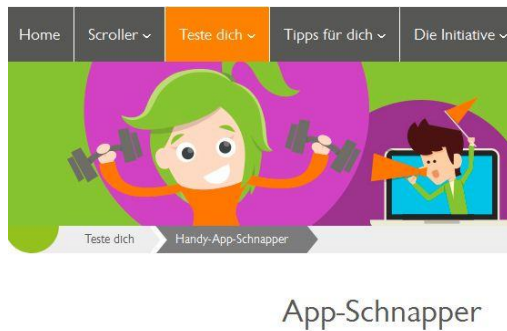 Home Scroller Teste dich Tipps für dich Die Initiative
Teste dich Handy-App-Schnapper
App-Schnapper